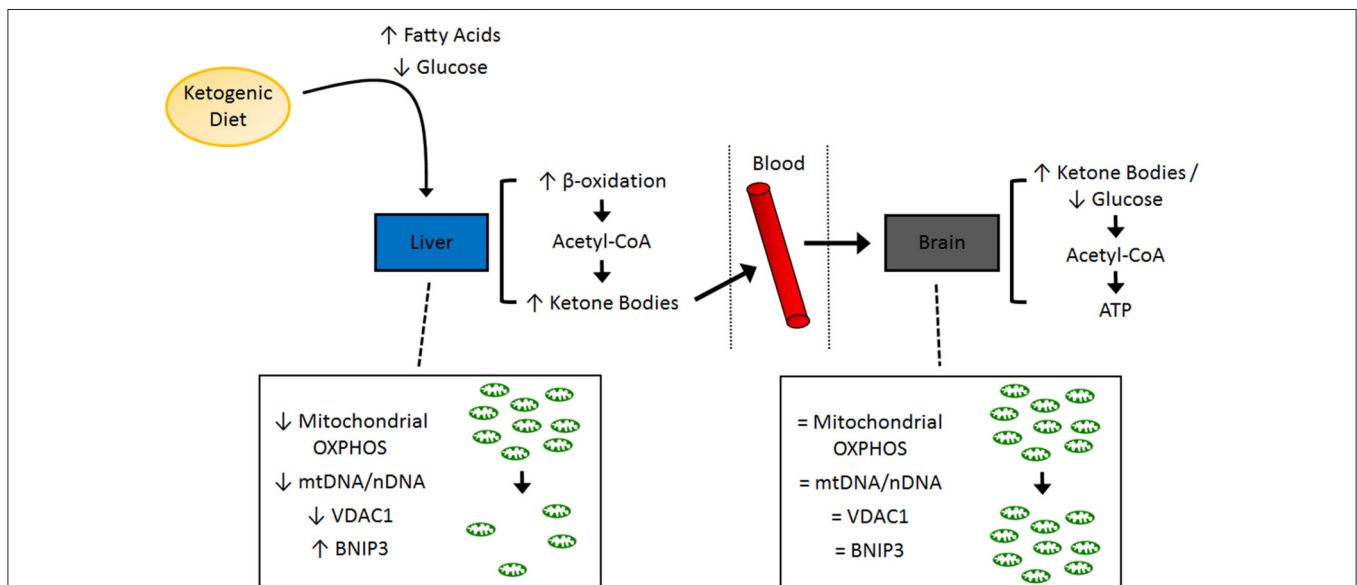 ↑ Fatty Acids
↓ Glucose
Ketogenic
Diet
Liver
↑ β-oxidation
Acetyl-CoA
↑ Ketone Bodies
Blood
Brain
↑ Ketone Bodies /
↓ Glucose
Acetyl-CoA
ATP
↓ Mitochondrial
OXPHOS
↓ mtDNA/nDNA
↓ VDAC1
↑ BNIP3
= Mitochondrial
OXPHOS
= mtDNA/nDNA
= VDAC1
= BNIP3